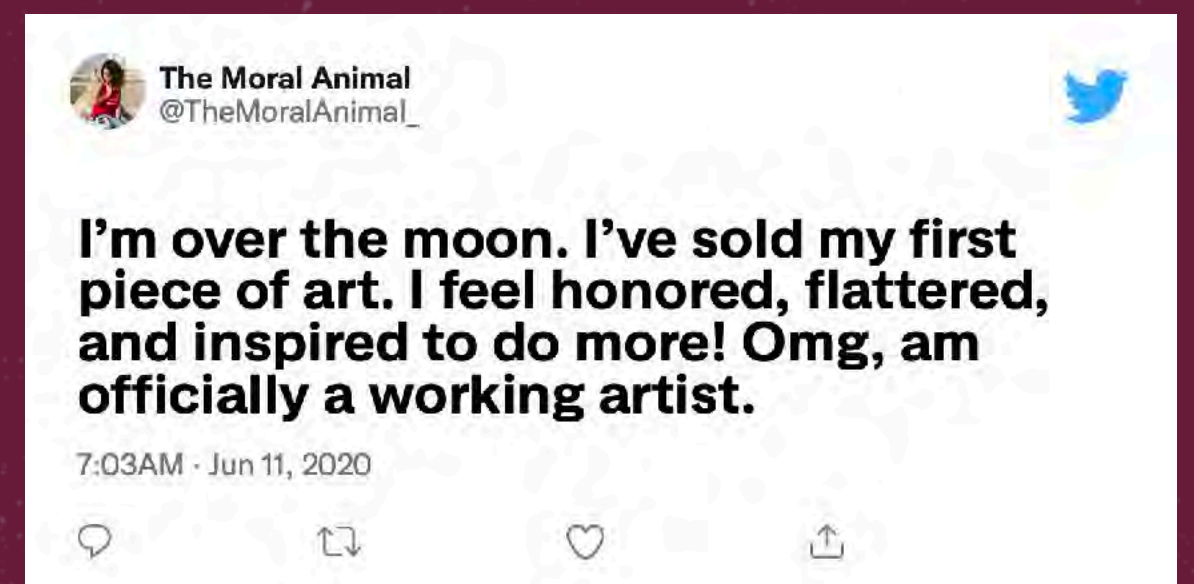 The Moral Animal
@TheMoralAnimal_
I’m over the moon. I’ve sold my first
piece of art. I feel honored, flattered,
and inspired to do more! Omg, am
officially a working artist.
7:03AM · Jun 11, 2020